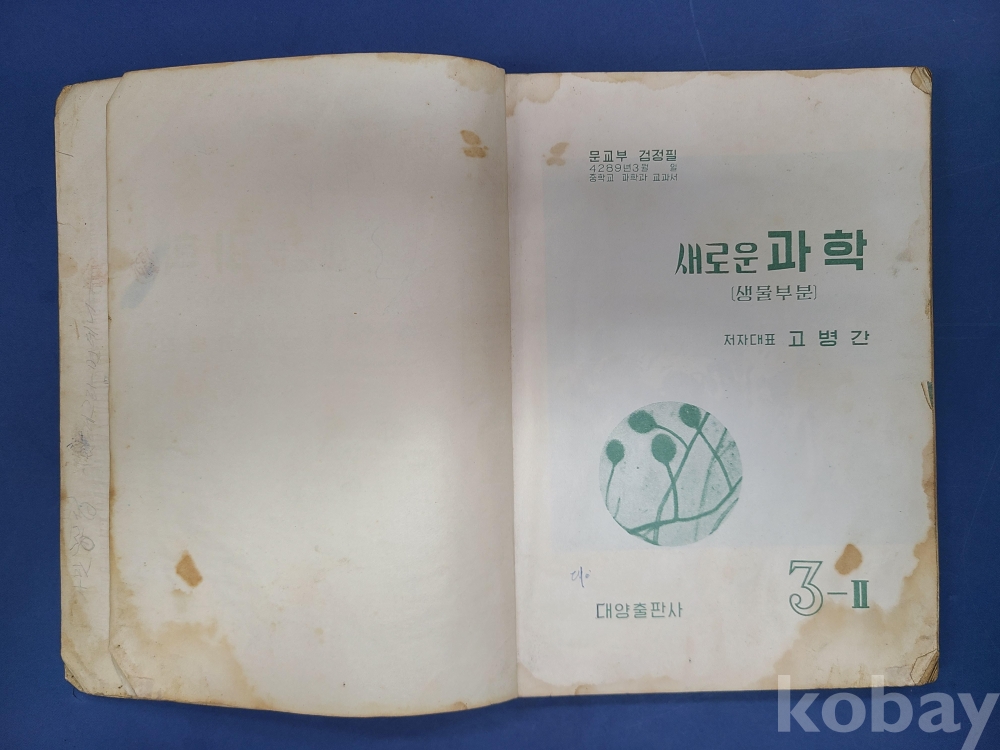 문교부 검정필
4289년3월 일
중학교 과학과 교과서
새로운 과학
(생물부분)
저자대표 고병간
3-II
대양출판사
kobay